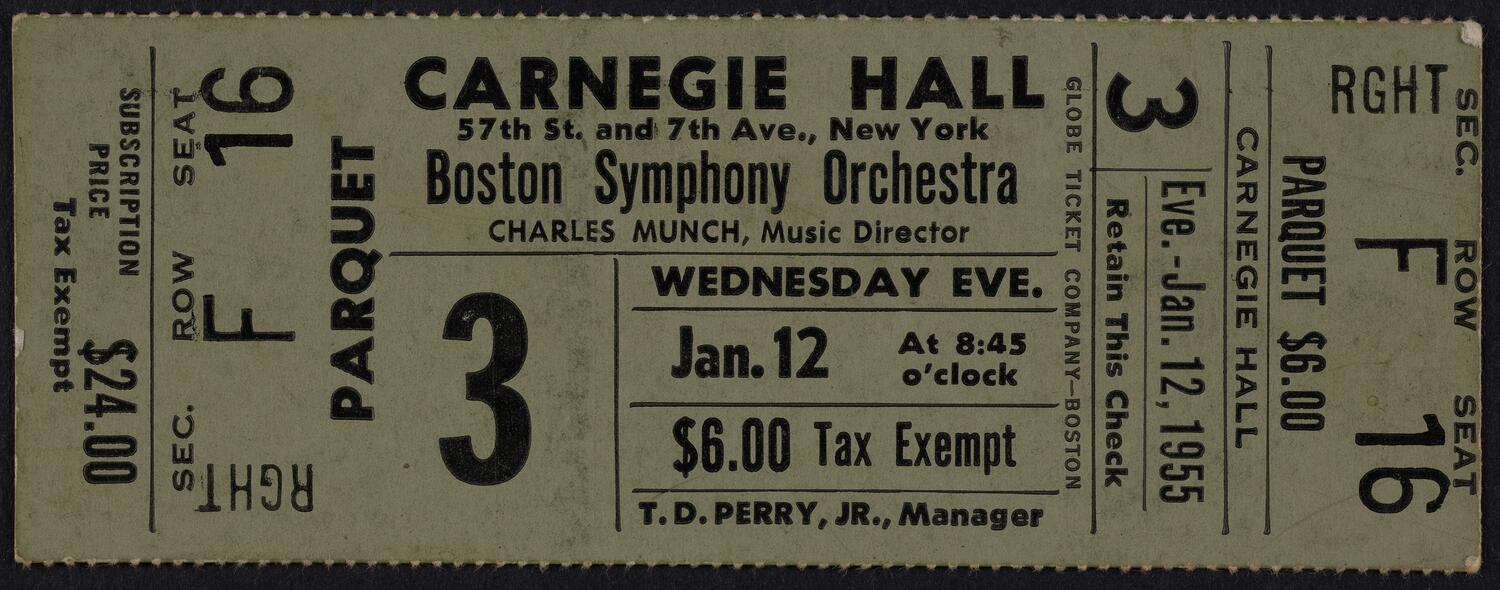 SUBSCRIPTION
PRICE $24.00
Tax Exempt
SEC. ROW SEAT
RGHT F 16
PARQUET
CARNEGIE HALL
57th St. and 7th Ave., New York
Boston Symphony Orchestra
CHARLES MUNCH, Music Director
3
WEDNESDAY EVE.
Jan. 12 At 8:45
o'clock
$6.00 Tax Exempt
T. D. PERRY, JR., Manager
GLOBE TICKET COMPANY—BOSTON
3
Eve.-Jan. 12, 1955
Retain This Check
CARNEGIE HALL
PARQUET $6.00
SEC. ROW SEAT
RGHT F 16